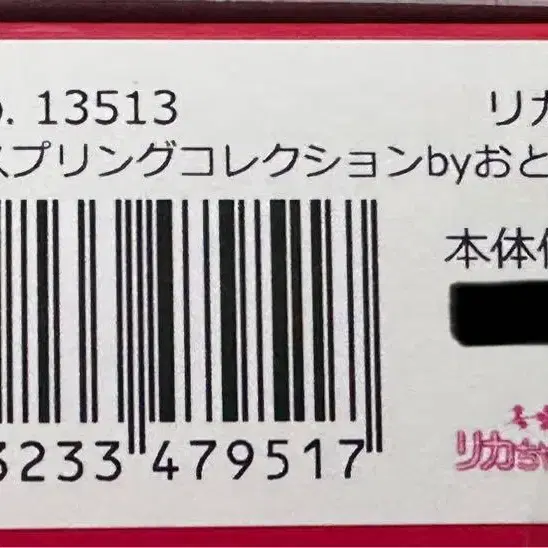 . 13513
リカ
スプリングコレクションbyおと
本体
3233 479517
リカち